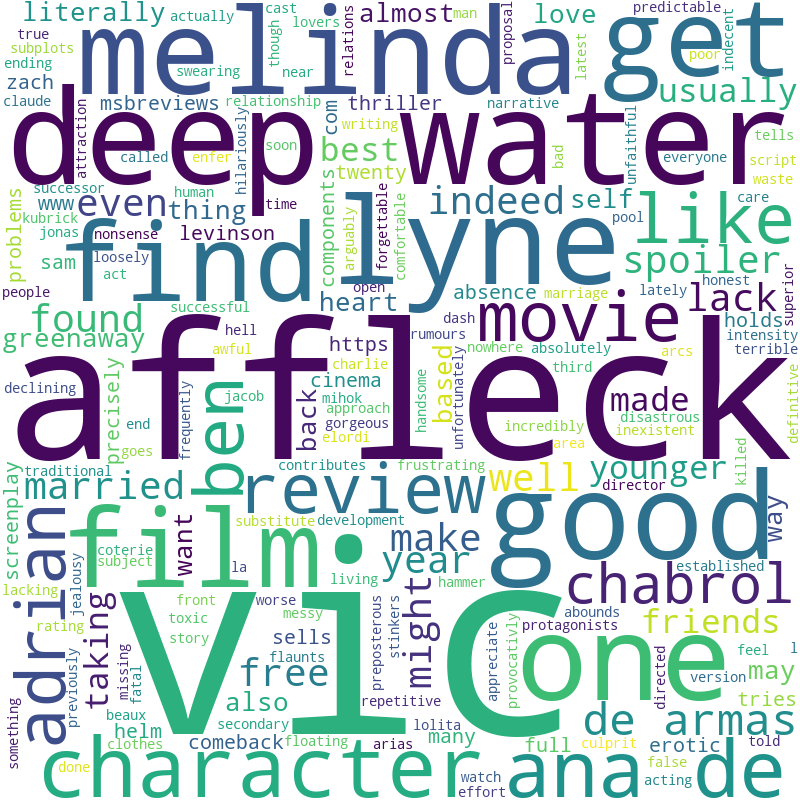 literally
actually
cast
lovers
though
almost
man
predictable
proposal
indecent
true
subplots
ending
melinda
get
relations
love
latest
near
poor
zach
swearing
claude
msbreviews
relationship
com
thriller
narrative
usually
attraction
deep water
hilariously
writing
unfaithful
bad
tells
script
waste
called
enfer
soon
best
everyone
successor
human
twenty
problems
www
even
thing
time
components
indeed
self
pool
care
kubrick
jonas
nonsense
levinson
arguably
forgettable
comfortable
like
sam
loosely
find
lyne
spoiler
act
people
successful
heart
open
absence
marriage
lately
honest
superior
found
hell
dash
movie
lack
holds
greenaway
https
rumours
intensity
awful
charlie
nowhere
absolutely
arcs
terrible
affleck
declining
precisely
end
frequently
ben
jacob
cinema
mihok
approach
back
gorgeous
elordi
handsome
based
unfortunately
third
made
incredibly
disastrous
inexistent
area
definitive
goes
screenplay
traditional
contributes
frustrating
killed
married
review
well
younger
director
good
way
adrian
film
want
substitute
development
subject
make
year
coterie
la
living
hammer
established
chabrol
lacking
jealousy
front
worse
messy
might
abounds
rating
toxic
story
taking
vic
protagonists
friends
sells
preposterous
stinkers
appreciate
provocativly
one
feel
l
previously
missing
fatal
flaunts
free
directed
version
may
tries
repetitive
beaux
also
lolita
something
helm
secondary
many
de armas
told
clothes
comeback
floating
arias
full
culprit
erotic
false
done
character
watch
effort
ana
acting
de